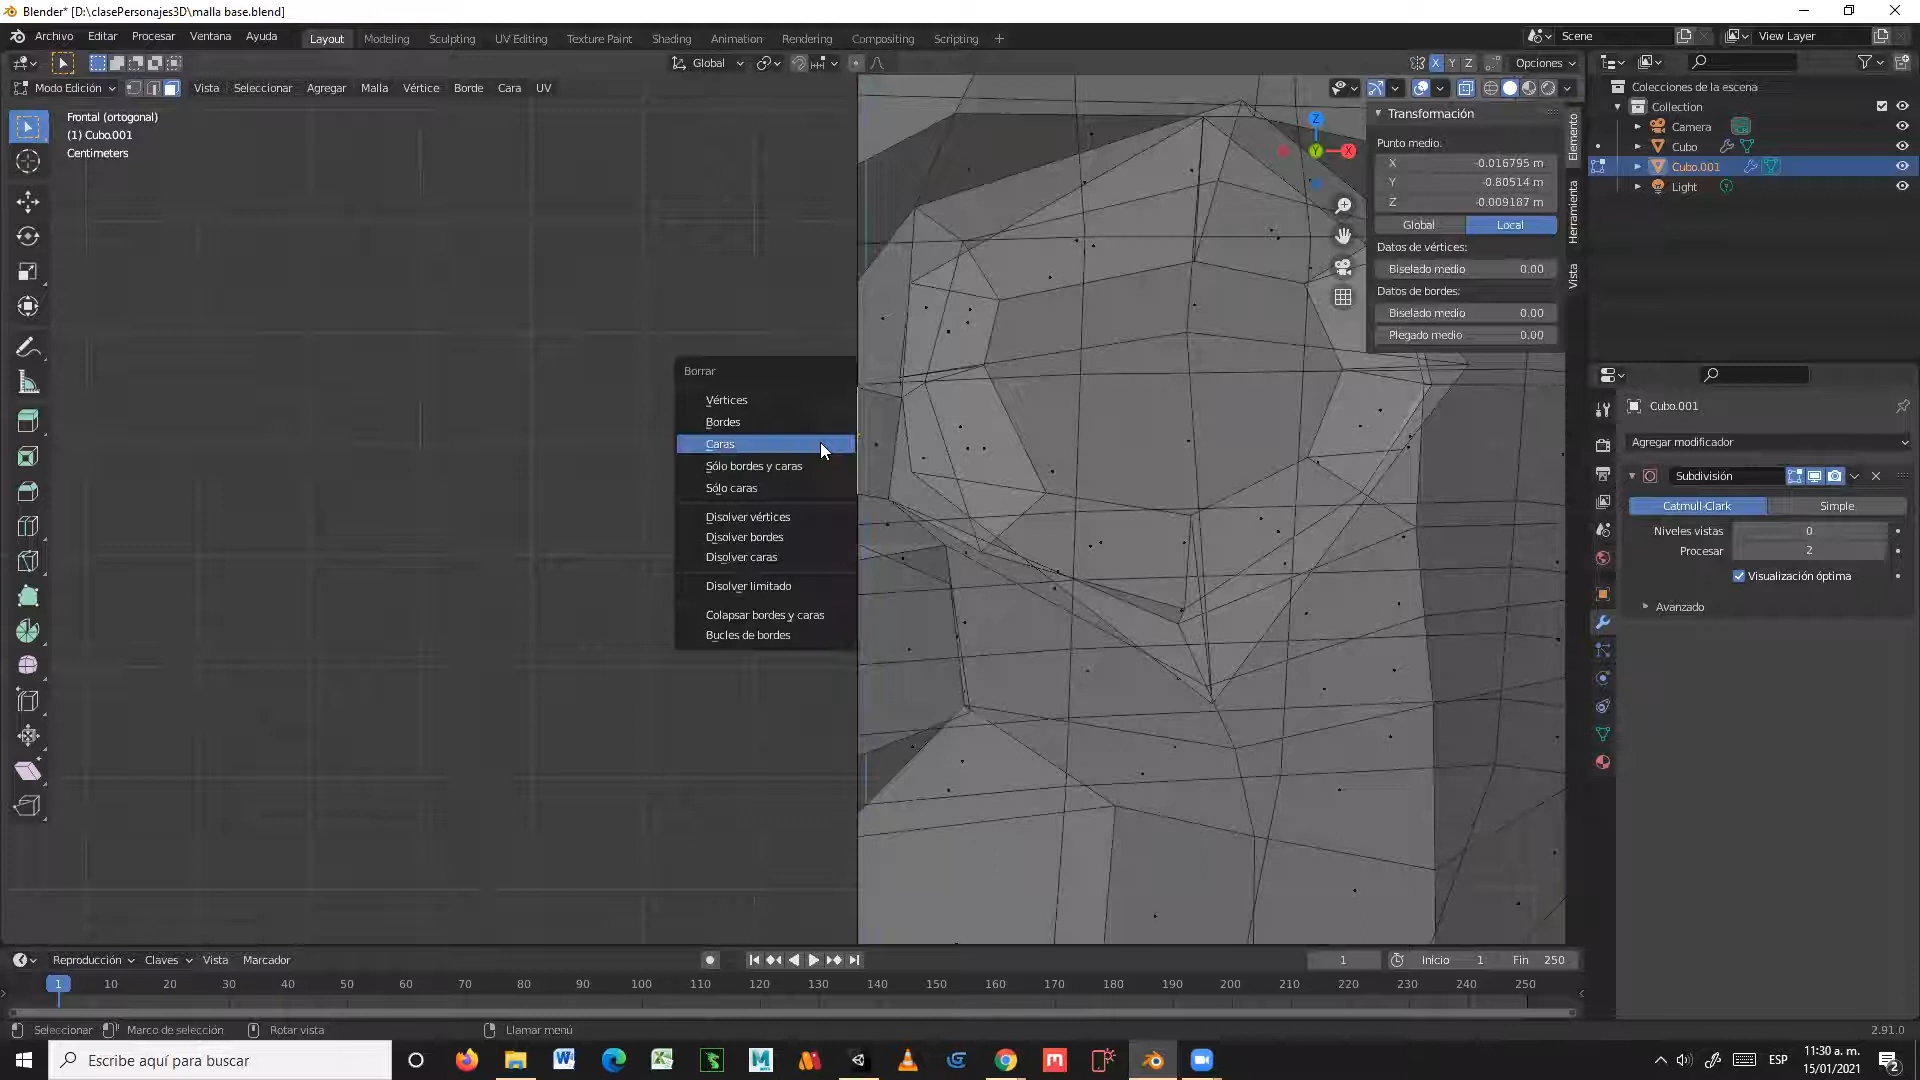 Blender* [D:\clasePersonajes3D\malla base.blend]
Archivo Editar Procesar Ventana Ayuda Layout Modeling Sculpting UV Editing Texture Paint Shading Animation Rendering Compositing Scripting + Scene View Layer
Global X Y Z Opciones
Modo Edición Vista Seleccionar Agregar Malla Vértice Borde Cara UV
Frontal (ortogonal)
(1) Cubo.001
Centimeters
Borrar
Vértices
Bordes
Caras
Sólo bordes y caras
Sólo caras
Disolver vértices
Disolver bordes
Disolver caras
Disolver limitado
Colapsar bordes y caras
Bucles de bordes
Z
Y
X
Transformación
Punto medio:
X -0.016795 m
Y -0.80514 m
Z -0.009187 m
Global Local
Datos de vértices:
Biselado medio 0.00
Datos de bordes:
Biselado medio 0.00
Plegado medio 0.00
Elemento
Herramienta
Vista
Colecciones de la escena
Collection
Camera
Cubo
Cubo.001
Light
Cubo.001
Agregar modificador
Subdivisión
Catmull-Clark Simple
Niveles vistas 0
Procesar 2
Visualización óptima
Avanzado
Reproducción Claves Vista Marcador 1 Inicio 1 Fin 250
1 10 20 30 40 50 60 70 80 90 100 110 120 130 140 150 160 170 180 190 200 210 220 230 240 250
Seleccionar Marco de selección Rotar vista Llamar menú 2.91.0
Escribe aquí para buscar
ESP
11:30 a. m.
15/01/2021
2